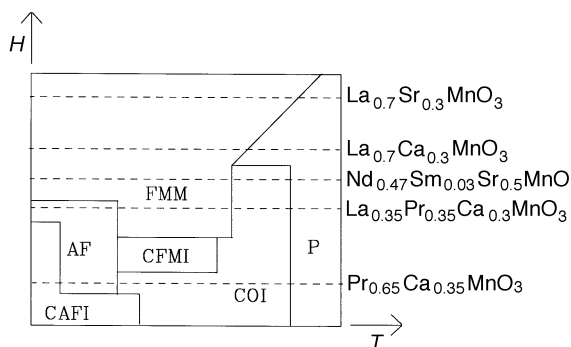 H
La0.7Sr0.3MnO3
La0.7Ca0.3MnO3
Nd0.47Sm0.03Sr0.5MnO
FMM
La0.35Pr0.35Ca0.3MnO3
AF
CFMI
P
Pr0.65Ca0.35MnO3
COI
CAFI
T